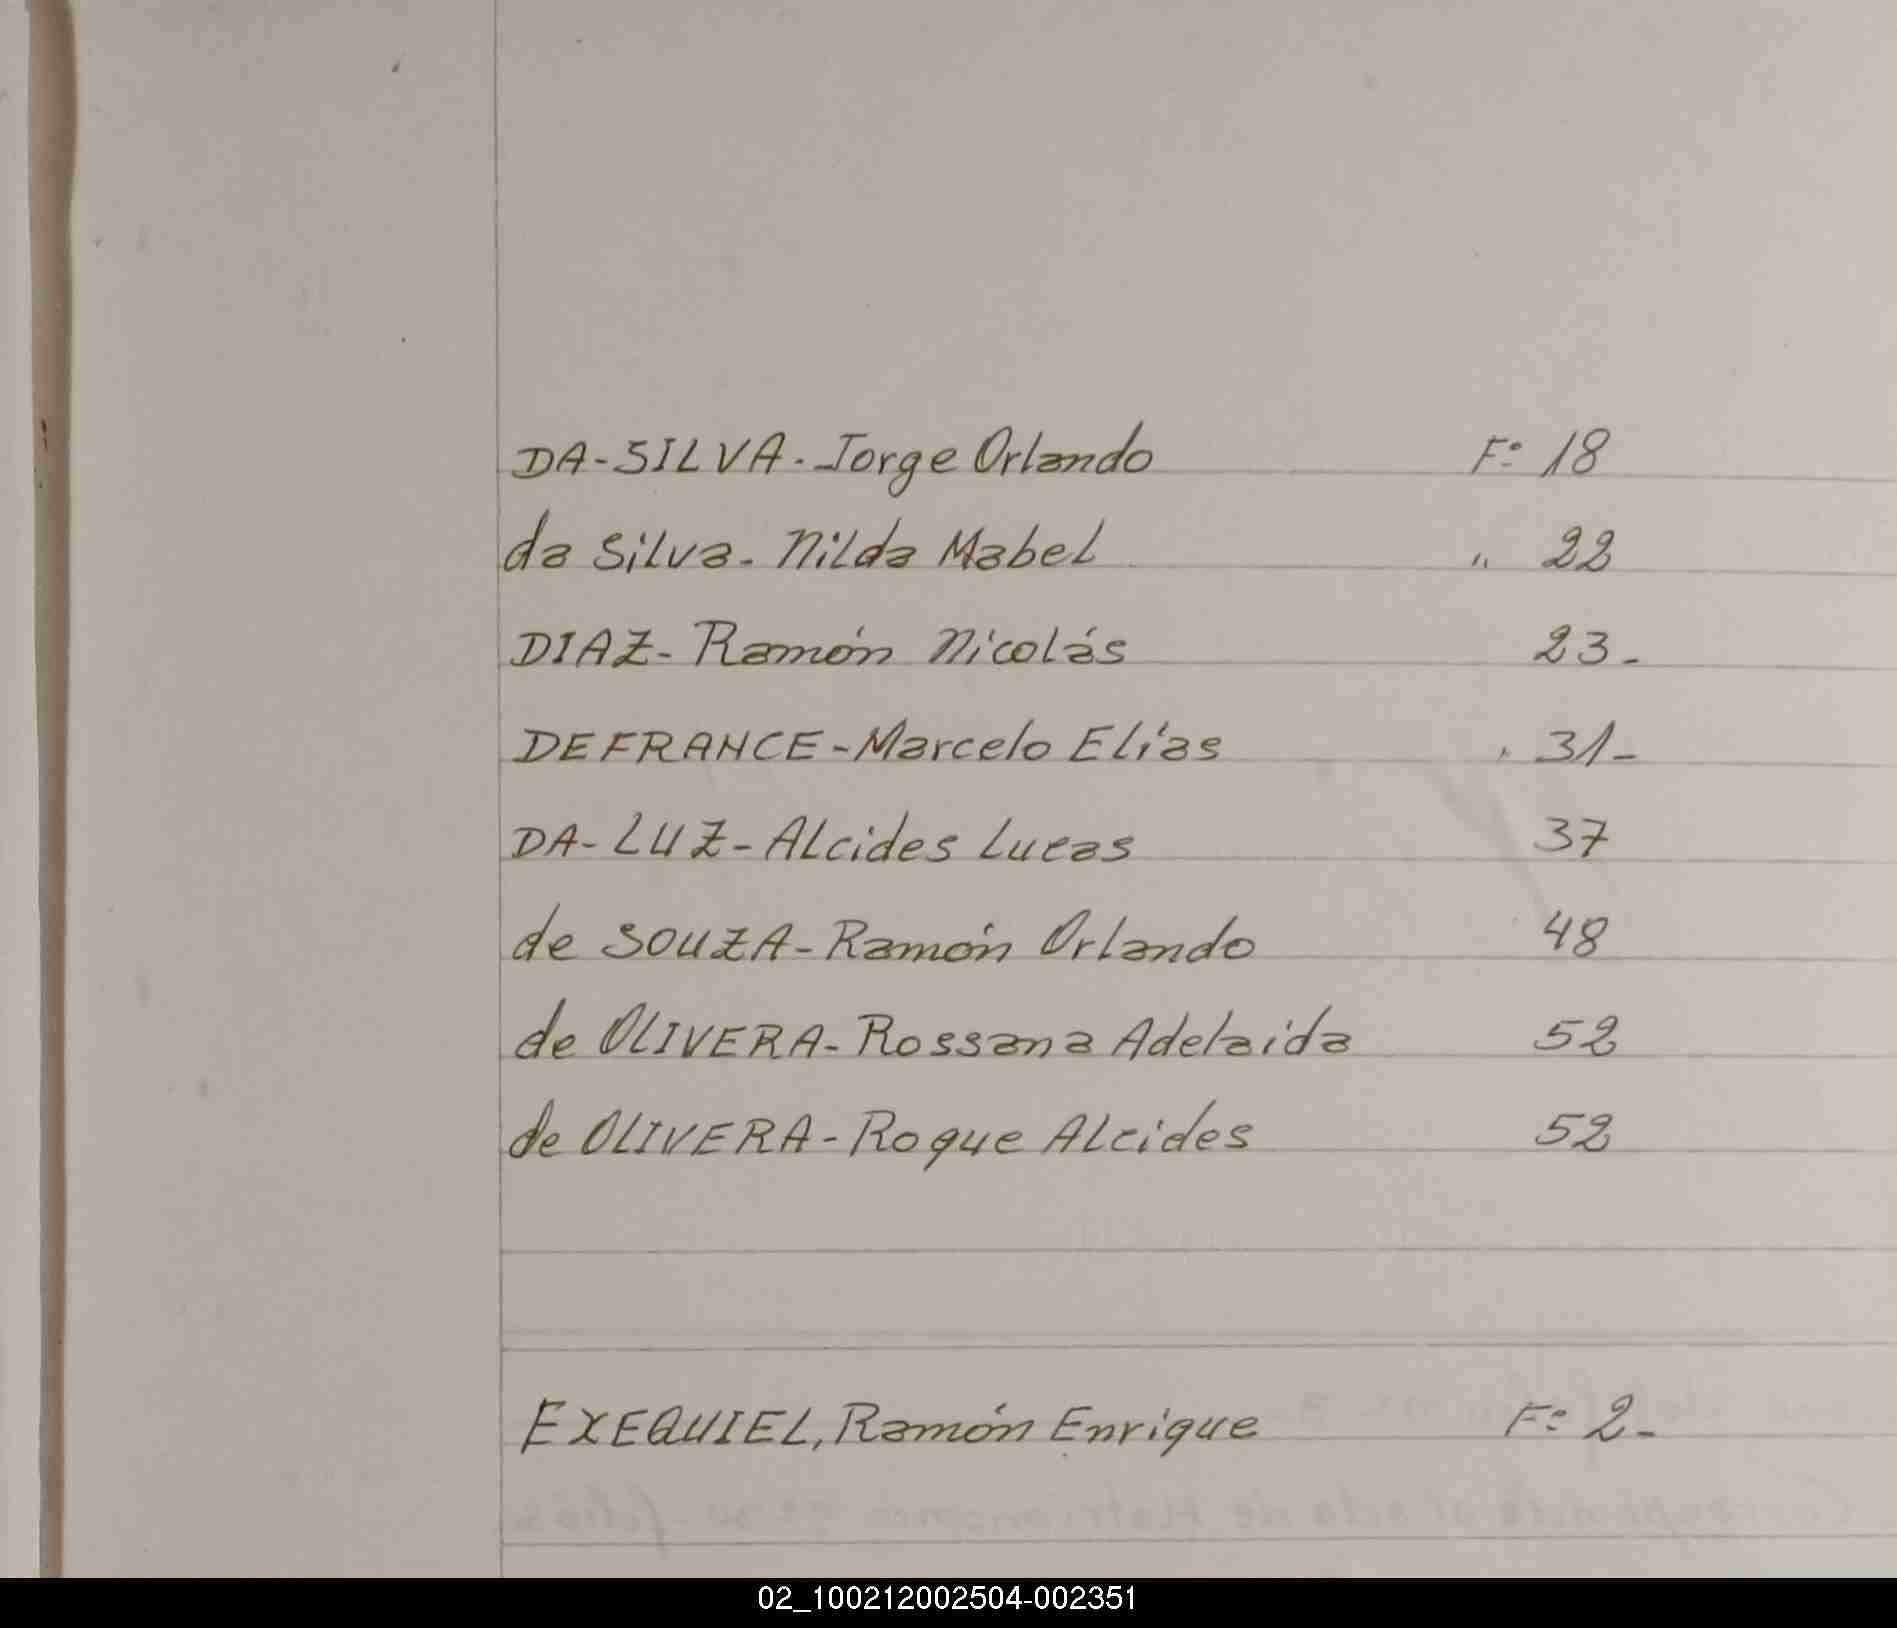 DA-SILVA. Jorge Orlando F: 18
da Silva. Nilda Mabel " 22
DIAZ- Ramón Nicolás 23-
DEFRANCE-Marcelo Elías 31-
DA-LUZ-Alcides Lucas 37
de SOUZA-Ramón Orlando 48
de OLIVERA-Rossana Adelaida 52
de OLIVERA-Roque Alcides 52
EXEQUIEL, Ramón Enrique F: 2-
02_100212002504-002351